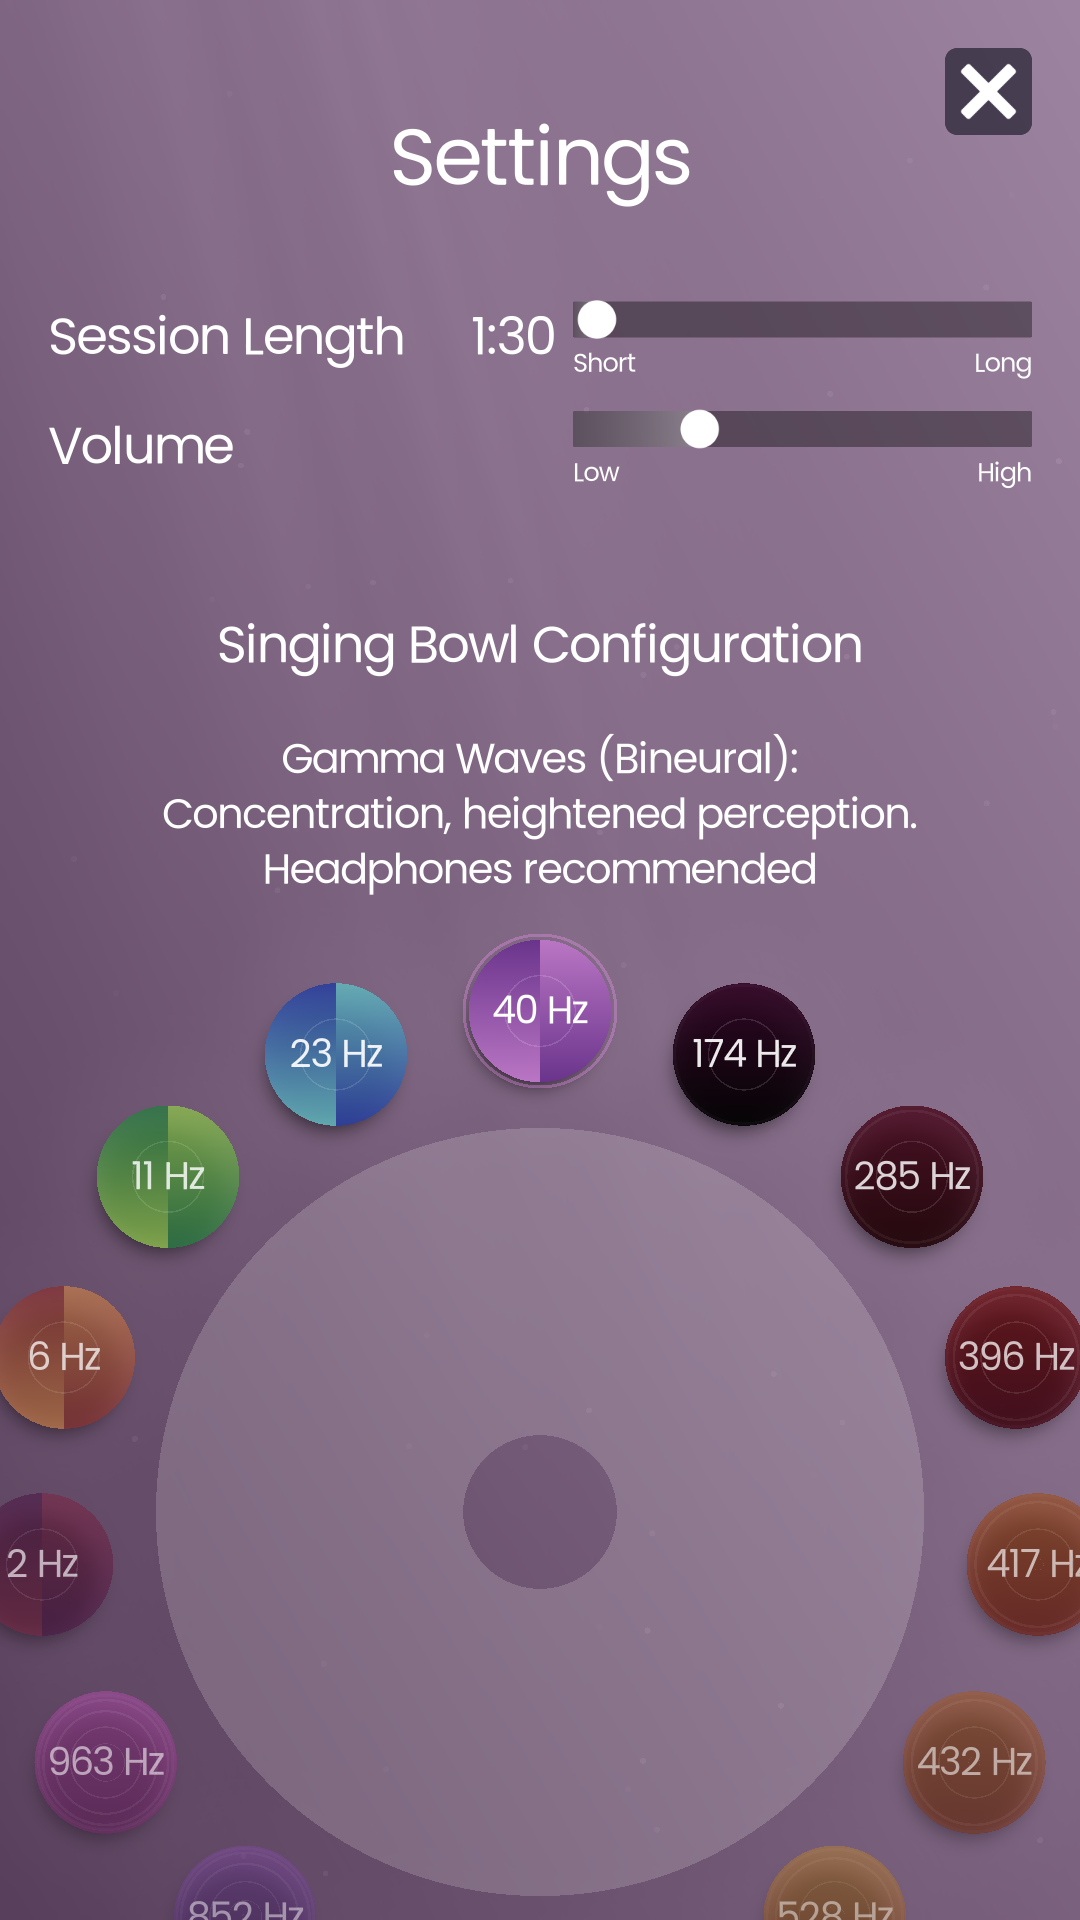 Settings
Session Length 1:30
Short Long
Volume
Low High
Singing Bowl Configuration
Gamma Waves (Bineural):
Concentration, heightened perception.
Headphones recommended
40 Hz
23 Hz
174 Hz
11 Hz
285 Hz
6 Hz
396 Hz
2 Hz
417 Hz
963 Hz
432 Hz
852 Hz
528 Hz